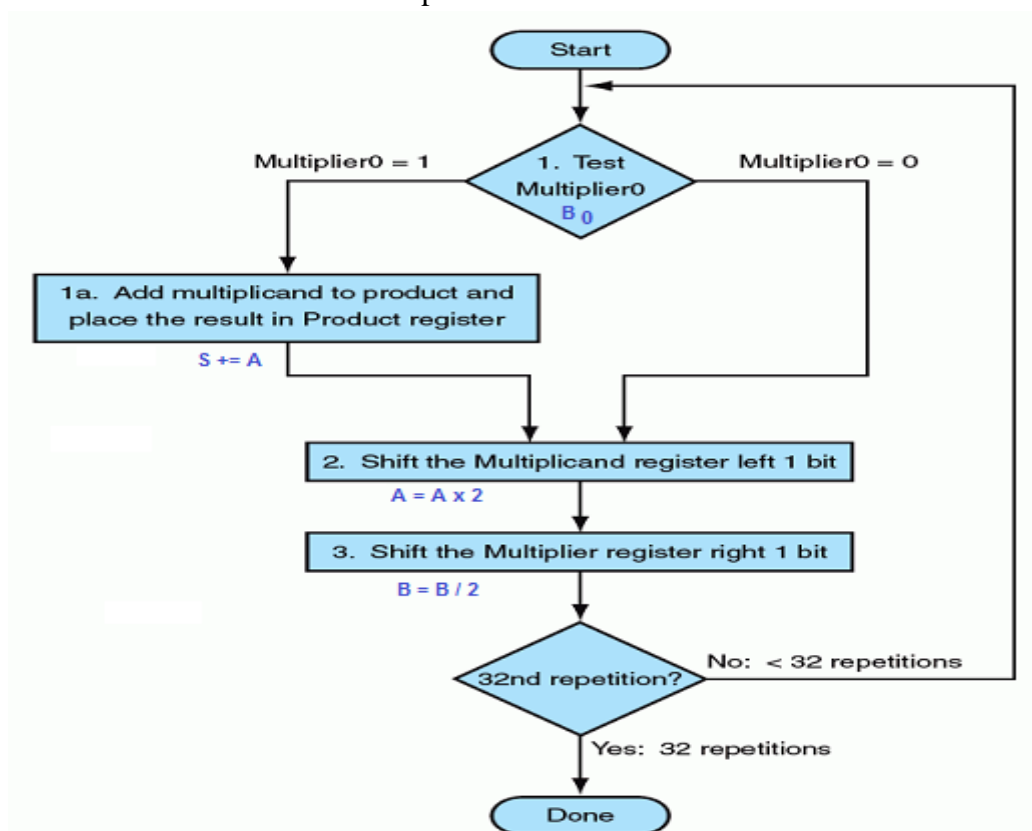 Start
Multiplier0 = 1
1. Test
Multiplier0
B 0
Multiplier0 = 0
1a. Add multiplicand to product and
place the result in Product register
S += A
2. Shift the Multiplicand register left 1 bit
A = A x 2
3. Shift the Multiplier register right 1 bit
B = B / 2
32nd repetition?
No: < 32 repetitions
Yes: 32 repetitions
Done